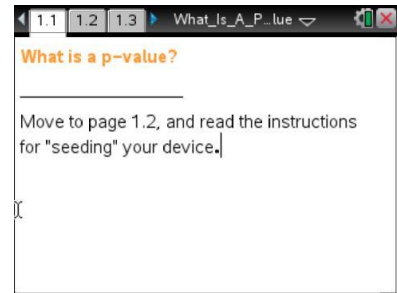 1.1 1.2 1.3 What_Is_A_P...lue
What is a p-value?
Move to page 1.2, and read the instructions
for "seeding" your device.